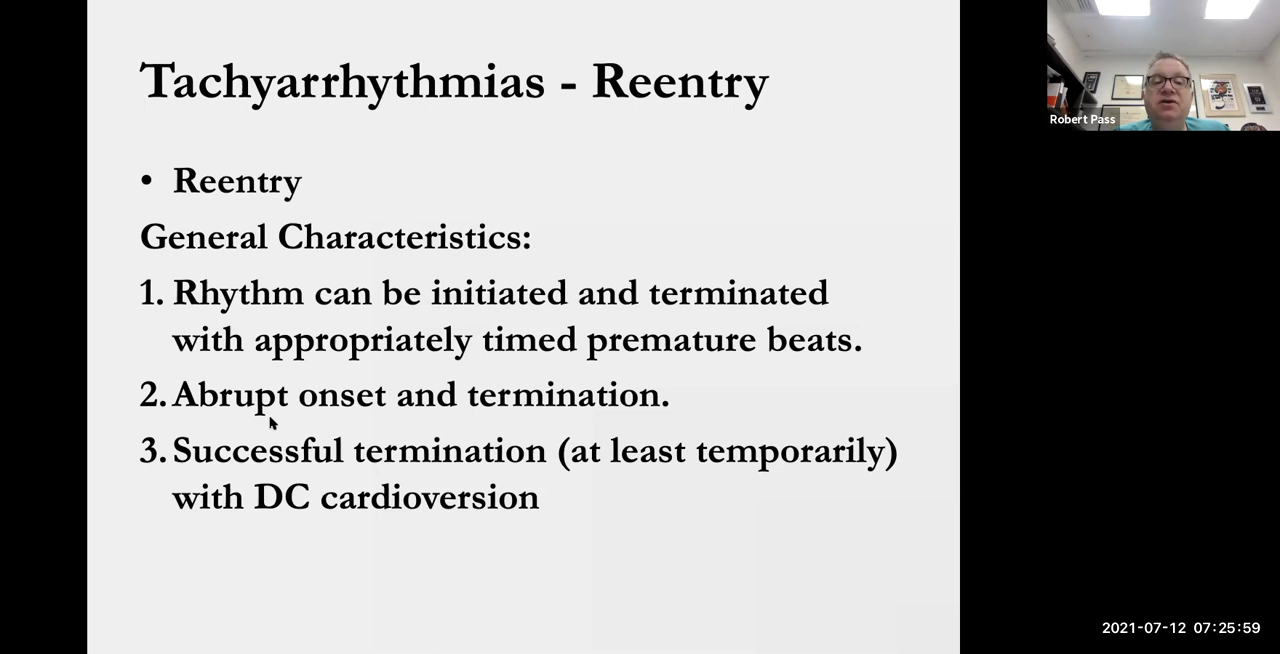 Tachyarrhythmias - Reentry
• Reentry
General Characteristics:
1. Rhythm can be initiated and terminated
with appropriately timed premature beats.
2. Abrupt onset and termination.
3. Successful termination (at least temporarily)
with DC cardioversion
Robert Pass
2021-07-12 07:25:59